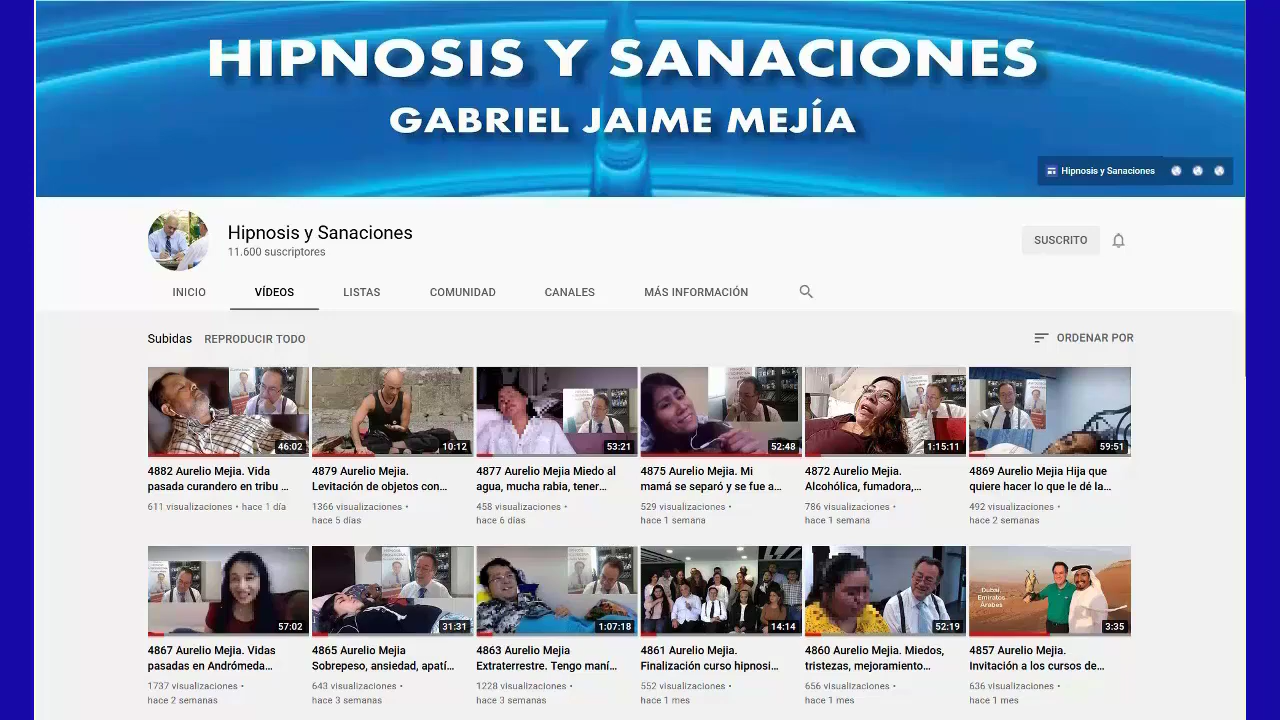 HIPNOSIS Y SANACIONES
GABRIEL JAIME MEJÍA
Hipnosis y Sanaciones
Hipnosis y Sanaciones
11.600 suscriptores
SUSCRITO
INICIO VÍDEOS LISTAS COMUNIDAD CANALES MÁS INFORMACIÓN
Subidas REPRODUCIR TODO ORDENAR POR
46:02 10:12 53:21 52:48 1:15:11 59:51
4882 Aurelio Mejia. Vida
pasada curandero en tribu ...
611 visualizaciones • hace 1 día
4879 Aurelio Mejia.
Levitación de objetos con...
1366 visualizaciones •
hace 5 días
4877 Aurelio Mejia Miedo al
agua, mucha rabia, tener...
458 visualizaciones •
hace 6 días
4875 Aurelio Mejia. Mi
mamá se separó y se fue a...
529 visualizaciones •
hace 1 semana
4872 Aurelio Mejia.
Alcohólica, fumadora,...
786 visualizaciones •
hace 1 semana
4869 Aurelio Mejia Hija que
quiere hacer lo que le dé la...
492 visualizaciones •
hace 2 semanas
Dubai,
Emiratos
Árabes
57:02 31:31 1:07:18 14:14 52:19 3:35
4867 Aurelio Mejia. Vidas
pasadas en Andrómeda...
1737 visualizaciones •
hace 2 semanas
4865 Aurelio Mejia
Sobrepeso, ansiedad, apatí...
643 visualizaciones •
hace 3 semanas
4863 Aurelio Mejia
Extraterrestre. Tengo maní...
1228 visualizaciones •
hace 3 semanas
4861 Aurelio Mejia.
Finalización curso hipnosi...
552 visualizaciones •
hace 1 mes
4860 Aurelio Mejia. Miedos,
tristezas, mejoramiento...
656 visualizaciones •
hace 1 mes
4857 Aurelio Mejia.
Invitación a los cursos de...
636 visualizaciones •
hace 1 mes